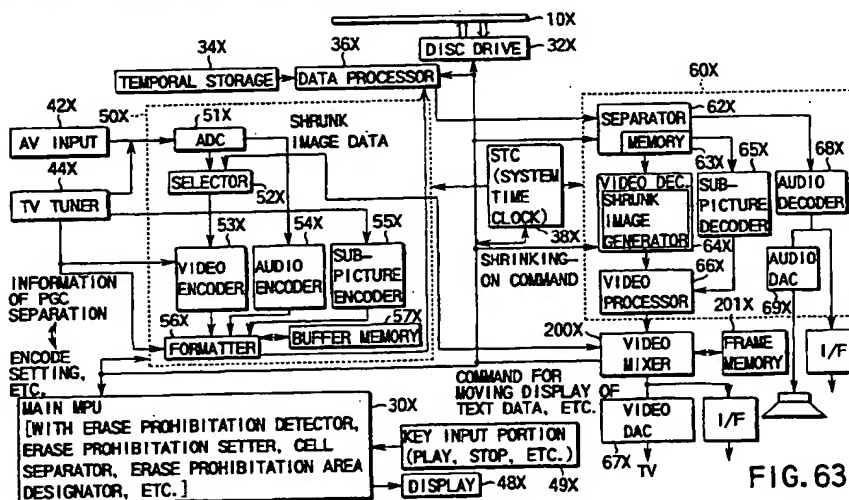 10X
34X
36X
DISC DRIVE
32X
TEMPORAL STORAGE
DATA PROCESSOR
60X
50X
42X
51X
AV INPUT
ADC
SHRUNK
IMAGE DATA
SEPARATOR
62X
MEMORY
65X
68X
63X
44X
SELECTOR
TV TUNER
52X
STC
(SYSTEM
TIME
CLOCK)
38X
VIDEO DEC.
SHRUNK
IMAGE
GENERATOR
64X
SUB-
PICTURE
DECODER
AUDIO
DECODER
53X
54X
55X
VIDEO
ENCODER
AUDIO
ENCODER
SUB-
PICTURE
ENCODER
SHRINKING-
ON COMMAND
VIDEO
PROCESSOR
66X
AUDIO
DAC
69X
INFORMATION
OF PGC
SEPARATION
56X
57X
FORMATTER
BUFFER MEMORY
200X
201X
VIDEO
MIXER
FRAME
MEMORY
I/F
ENCODE
SETTING,
ETC.
30X
COMMAND FOR
MOVING DISPLAY OF
TEXT DATA, ETC.
MAIN MPU
[WITH ERASE PROHIBITATION DETECTOR,
ERASE PROHIBITATION SETTER, CELL
SEPARATOR, ERASE PROHIBITATION AREA
DESIGNATOR, ETC.]
KEY INPUT PORTION
(PLAY, STOP, ETC.)
49X
DISPLAY
48X
VIDEO
DAC
67X
I/F
TV
FIG. 63